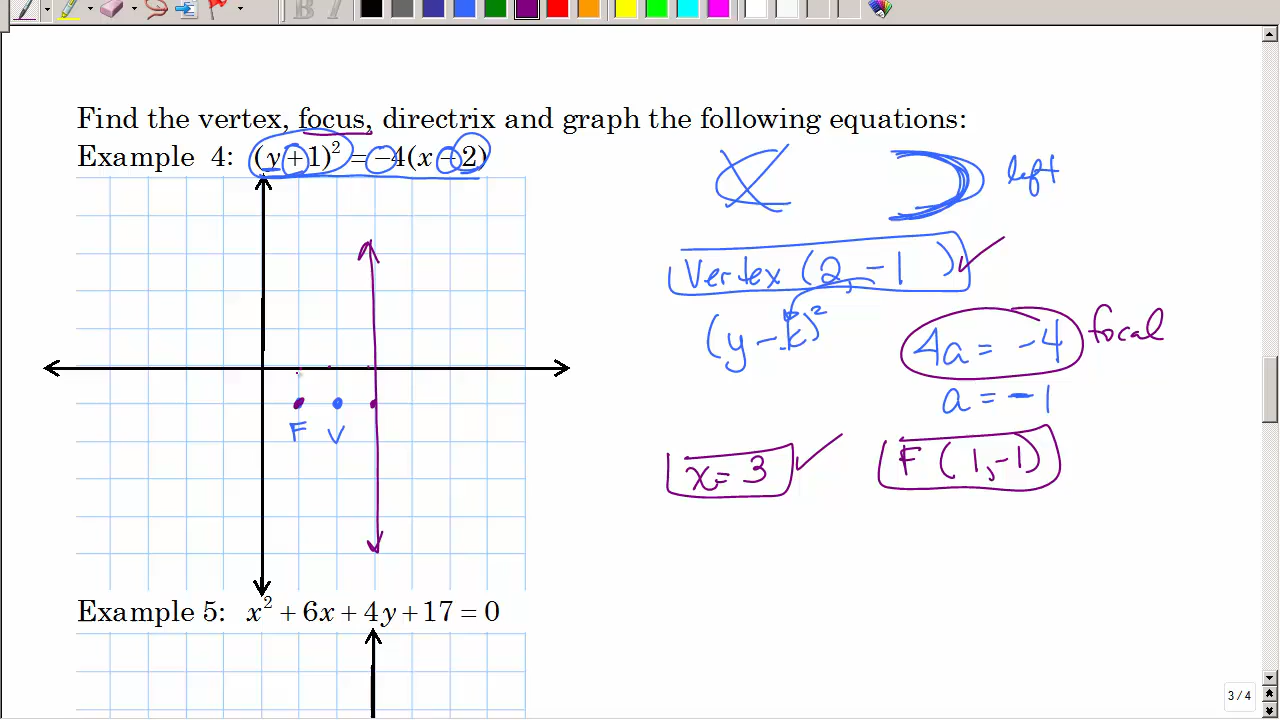 Find the vertex, focus, directrix and graph the following equations:
Example 4: (y + 1)² = −4(x − 2)
left
Vertex (2, −1)
(y − k)²
4a = −4 focal
a = −1
F V
x = 3
F (1, −1)
Example 5: x² + 6x + 4y + 17 = 0
3 / 4